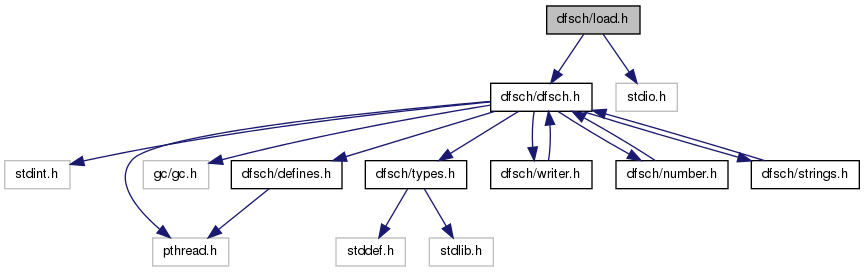 dfsch/load.h
dfsch/dfsch.h
stdio.h
stdint.h
gc/gc.h
dfsch/defines.h
dfsch/types.h
dfsch/writer.h
dfsch/number.h
dfsch/strings.h
pthread.h
stddef.h
stdlib.h